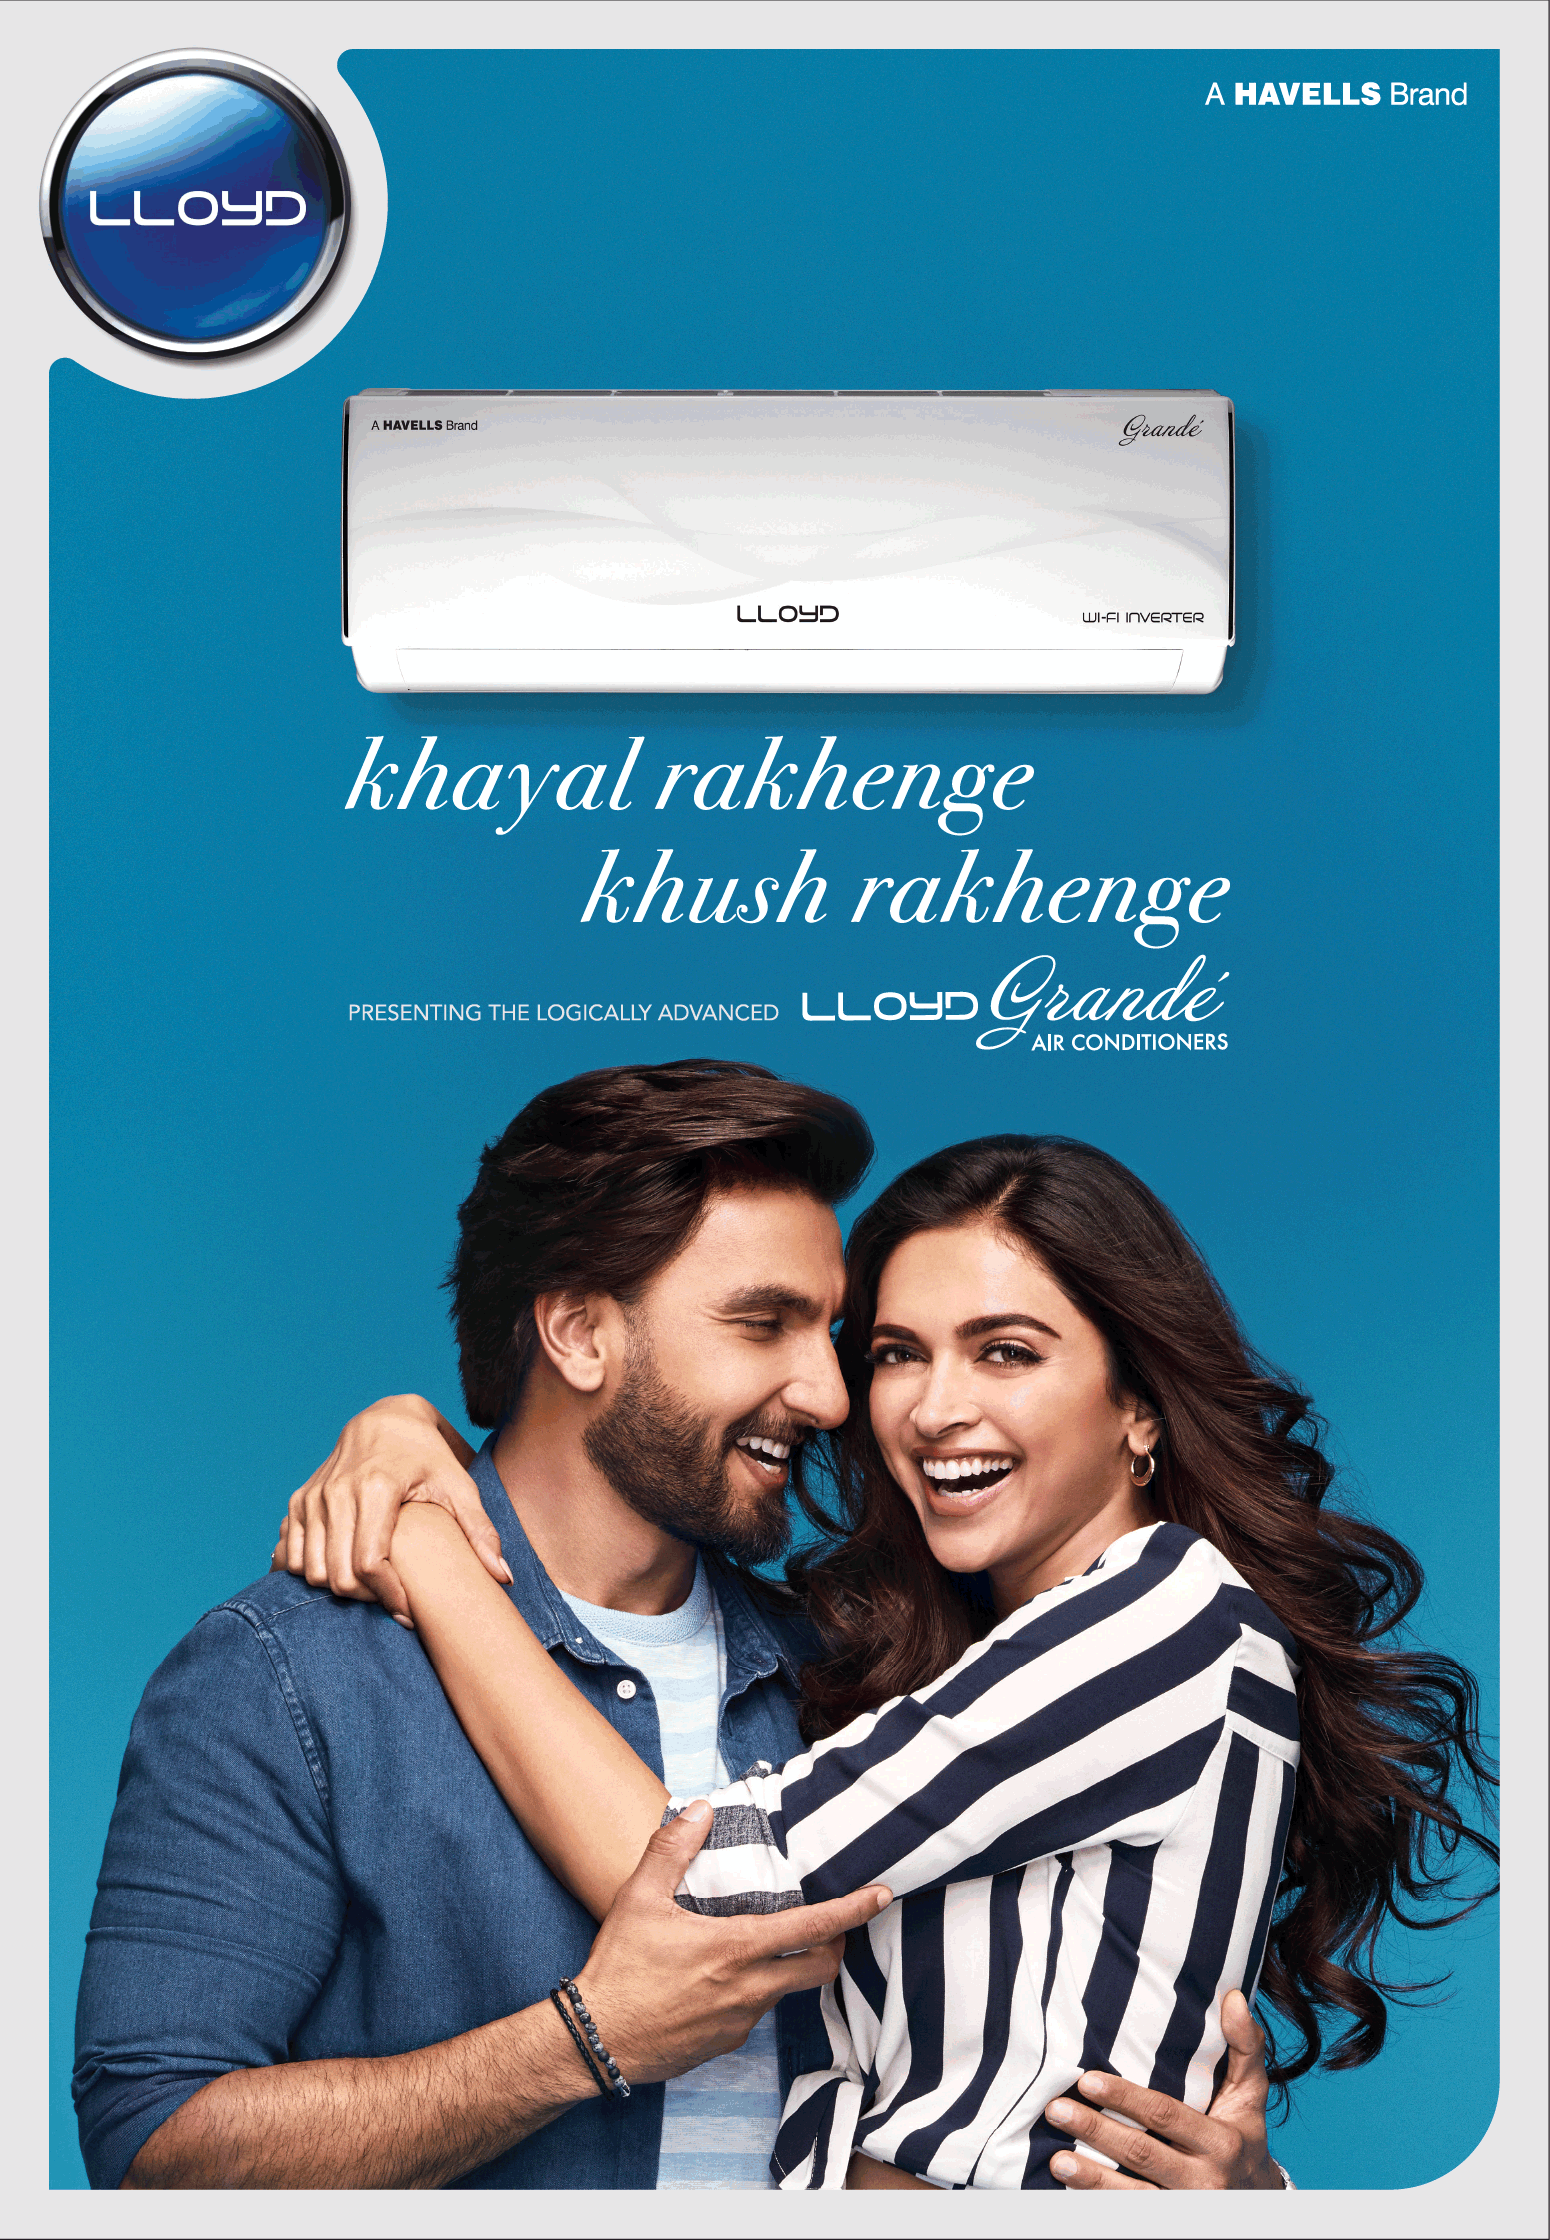 LLOYD
A HAVELLS Brand
A HAVELLS Brand
Grandé
LLOYD
WI-FI INVERTER
khayal rakhenge
khush rakhenge
PRESENTING THE LOGICALLY ADVANCED LLOYD Grandé
AIR CONDITIONERS